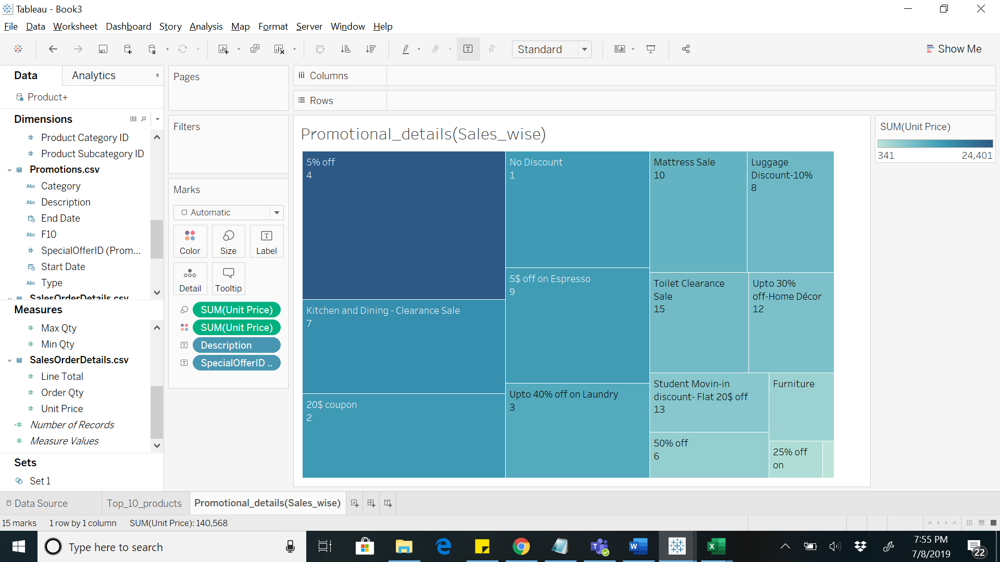 Tableau - Book3
File Data Worksheet Dashboard Story Analysis Map Format Server Window Help
Standard
Show Me
Data
Analytics
Product+
Dimensions
Product Category ID
Product Subcategory ID
Promotions.csv
Abc Category
Abc Description
End Date
Abc F10
SpecialOfferID (Prom...
Start Date
Abc Type
SalesOrderDetails.csv
Measures
Max Qty
Min Qty
SalesOrderDetails.csv
Line Total
Order Qty
Unit Price
Number of Records
Measure Values
Sets
Set 1
Pages
Filters
Marks
Automatic
Color
Size
Label
Detail
Tooltip
SUM(Unit Price)
SUM(Unit Price)
Description
SpecialOfferID ..
Columns
Rows
Promotional_details(Sales_wise)
5% off
4
Kitchen and Dining - Clearance Sale
7
20$ coupon
2
No Discount
1
5$ off on Espresso
9
Upto 40% off on Laundry
3
Mattress Sale
10
Luggage
Discount-10%
8
Toilet Clearance
Sale
15
Upto 30%
off-Home Décor
12
Student Movin-in
discount- Flat 20$ off
13
Furniture
50% off
6
25% off
on
SUM(Unit Price)
341
24,401
Data Source
Top_10_products
Promotional_details(Sales_wise)
15 marks
1 row by 1 column
SUM(Unit Price): 140,568
Type here to search
7:55 PM
7/8/2019
22